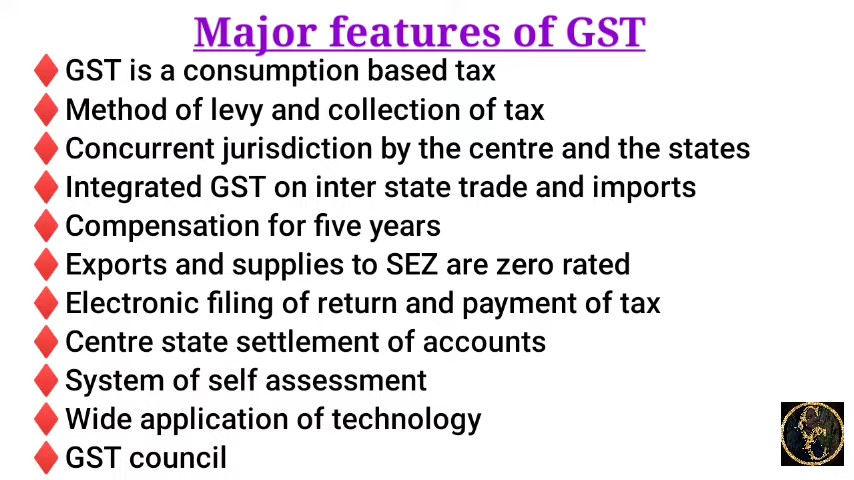 Major features of GST
GST is a consumption based tax
Method of levy and collection of tax
Concurrent jurisdiction by the centre and the states
Integrated GST on inter state trade and imports
Compensation for five years
Exports and supplies to SEZ are zero rated
Electronic filing of return and payment of tax
Centre state settlement of accounts
System of self assessment
Wide application of technology
GST council